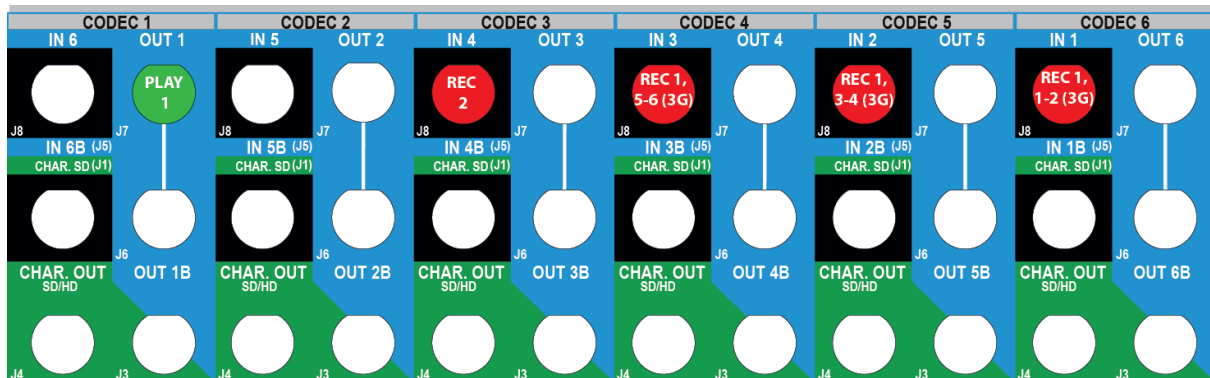 CODEC 1 CODEC 2 CODEC 3 CODEC 4 CODEC 5 CODEC 6
IN 6 OUT 1 IN 5 OUT 2 IN 4 OUT 3 IN 3 OUT 4 IN 2 OUT 5 IN 1 OUT 6
PLAY REC REC 1, REC 1, REC 1,
1 2 5-6 (3G) 3-4 (3G) 1-2 (3G)
J8 J7 J8 J7 J8 J7 J8 J7 J8 J7 J8 J7
IN 6B (J5) IN 5B (J5) IN 4B (J5) IN 3B (J5) IN 2B (J5) IN 1B (J5)
CHAR. SD (J1) CHAR. SD (J1) CHAR. SD (J1) CHAR. SD (J1) CHAR. SD (J1) CHAR. SD (J1)
J6 J6 J6 J6 J6 J6
CHAR. OUT OUT 1B CHAR. OUT OUT 2B CHAR. OUT OUT 3B CHAR. OUT OUT 4B CHAR. OUT OUT 5B CHAR. OUT OUT 6B
SD/HD SD/HD SD/HD SD/HD SD/HD SD/HD
J4 J3 J4 J3 J4 J3 J4 J3 J4 J3 J4 J3